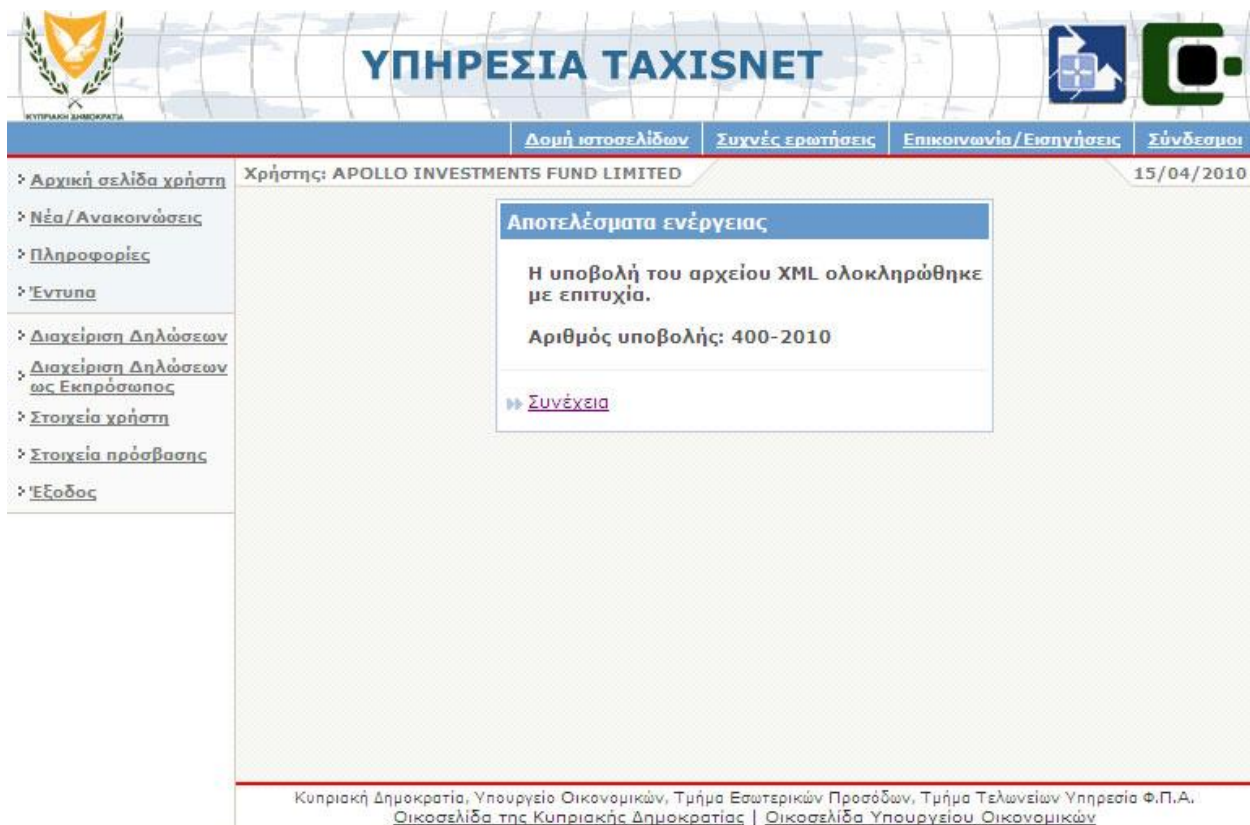 ΥΠΗΡΕΣΙΑ TAXISNET
ΚΥΠΡΙΑΚΗ ΔΗΜΟΚΡΑΤΙΑ
Δομή ιστοσελίδων
Συχνές ερωτήσεις
Επικοινωνία/Εισηγήσεις
Σύνδεσμοι
Χρήστης: APOLLO INVESTMENTS FUND LIMITED
15/04/2010
Αρχική σελίδα χρήστη
Νέα/Ανακοινώσεις
Πληροφορίες
Έντυπα
Διαχείριση Δηλώσεων
Διαχείριση Δηλώσεων
ως Εκπρόσωπος
Στοιχεία χρήστη
Στοιχεία πρόσβασης
Έξοδος
Αποτελέσματα ενέργειας
Η υποβολή του αρχείου XML ολοκληρώθηκε
με επιτυχία.
Αριθμός υποβολής: 400-2010
Συνέχεια
Κυπριακή Δημοκρατία, Υπουργείο Οικονομικών, Τμήμα Εσωτερικών Προσόδων, Τμήμα Τελωνείων Υπηρεσία Φ.Π.Α.
Οικοσελίδα της Κυπριακής Δημοκρατίας | Οικοσελίδα Υπουργείου Οικονομικών